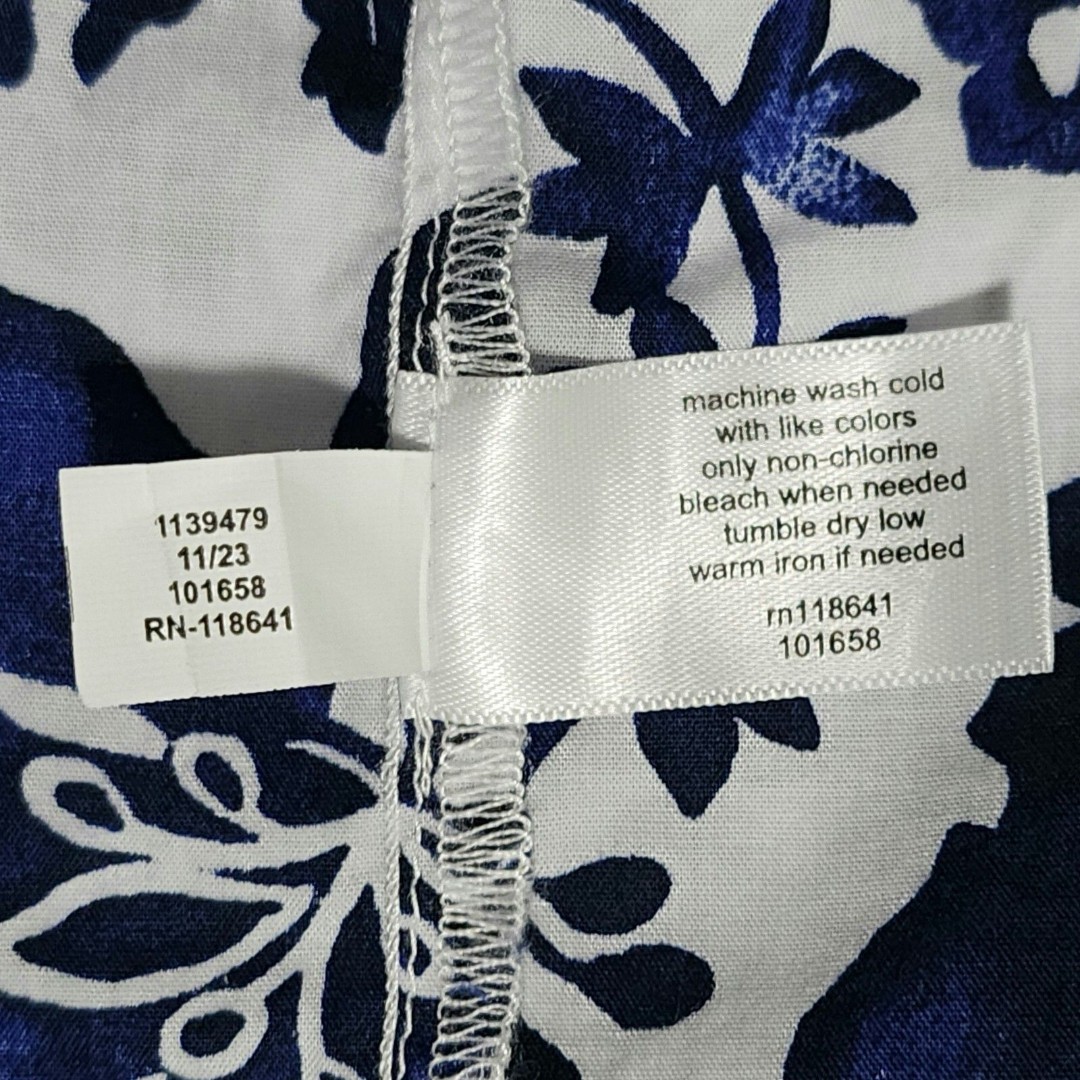 1139479
11/23
101658
RN-118641
machine wash cold
with like colors
only non-chlorine
bleach when needed
tumble dry low
warm iron if needed
rn118641
101658